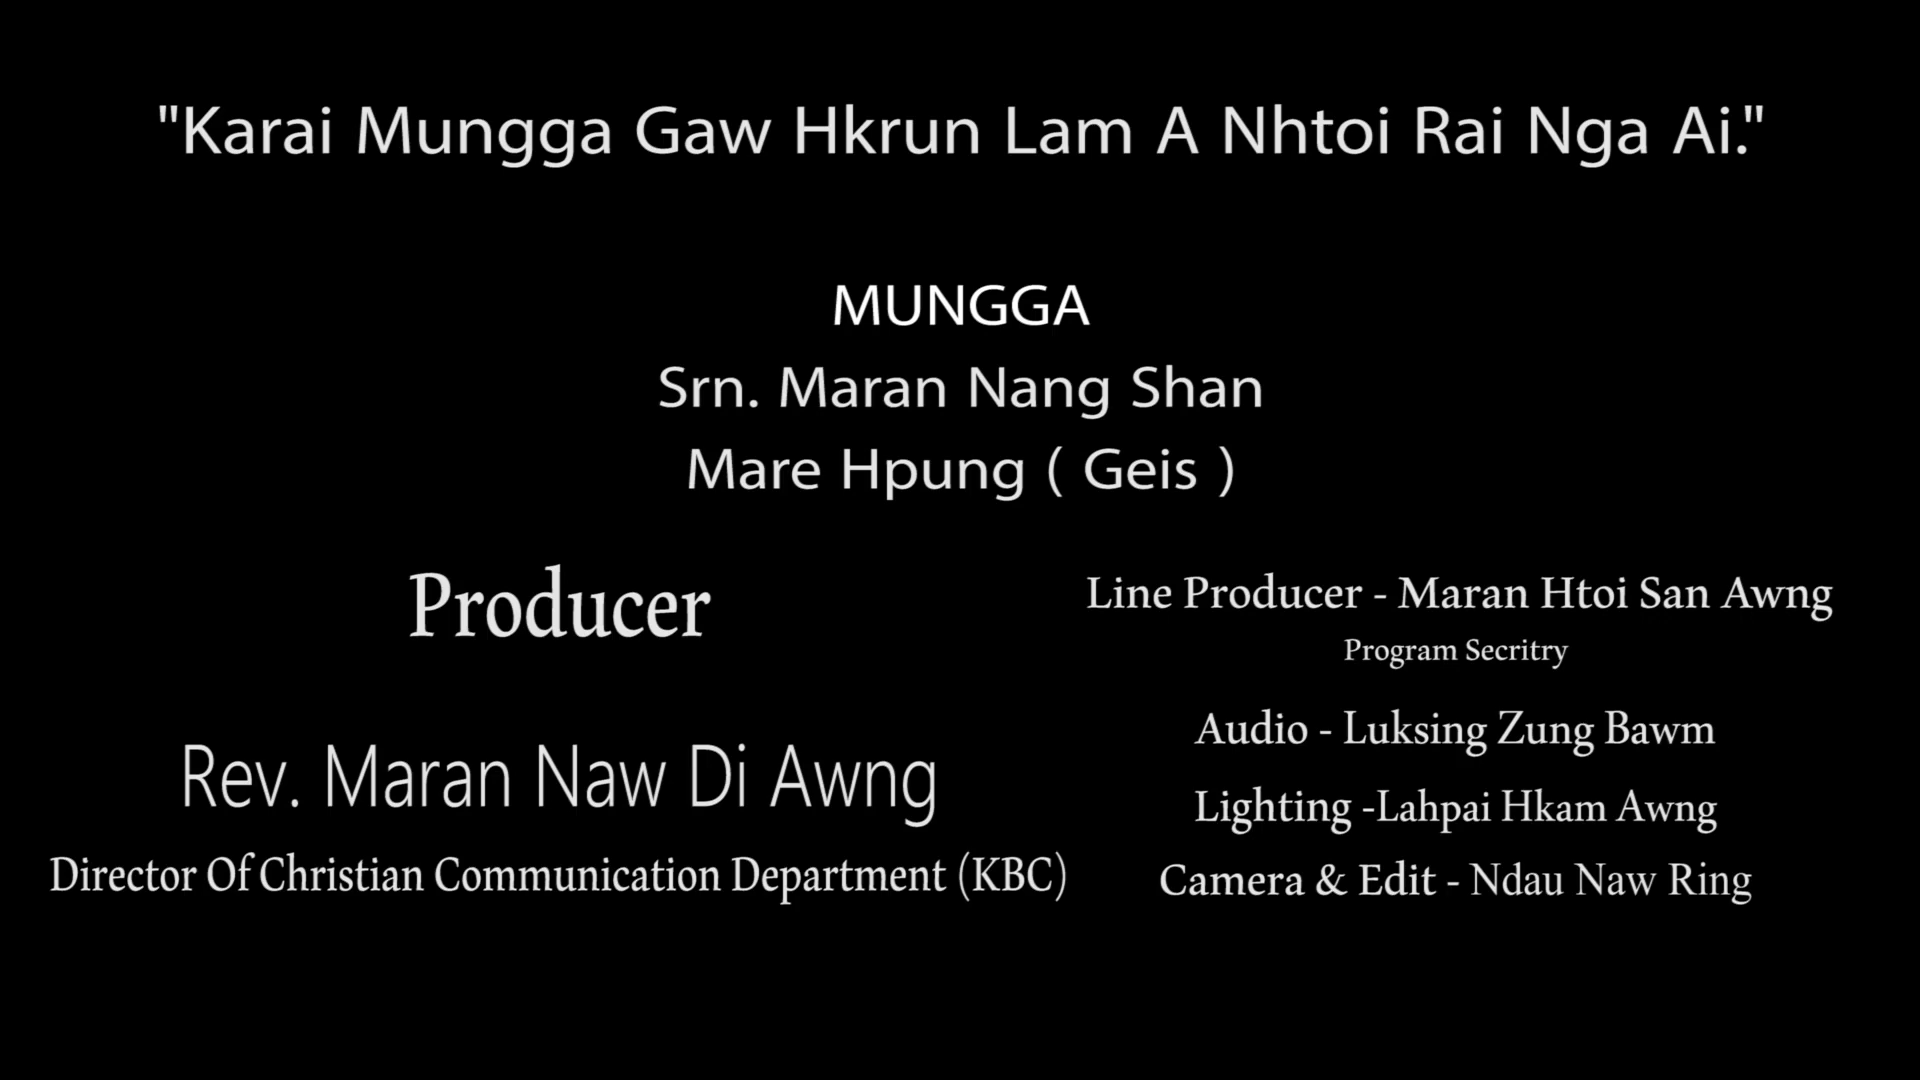 "Karai Mungga Gaw Hkrun Lam A Nhtoi Rai Nga Ai."
MUNGGA
Srn. Maran Nang Shan
Mare Hpung ( Geis )
Producer
Rev. Maran Naw Di Awng
Director Of Christian Communication Department (KBC)
Line Producer - Maran Htoi San Awng
Program Secritry
Audio - Luksing Zung Bawm
Lighting -Lahpai Hkam Awng
Camera & Edit - Ndau Naw Ring